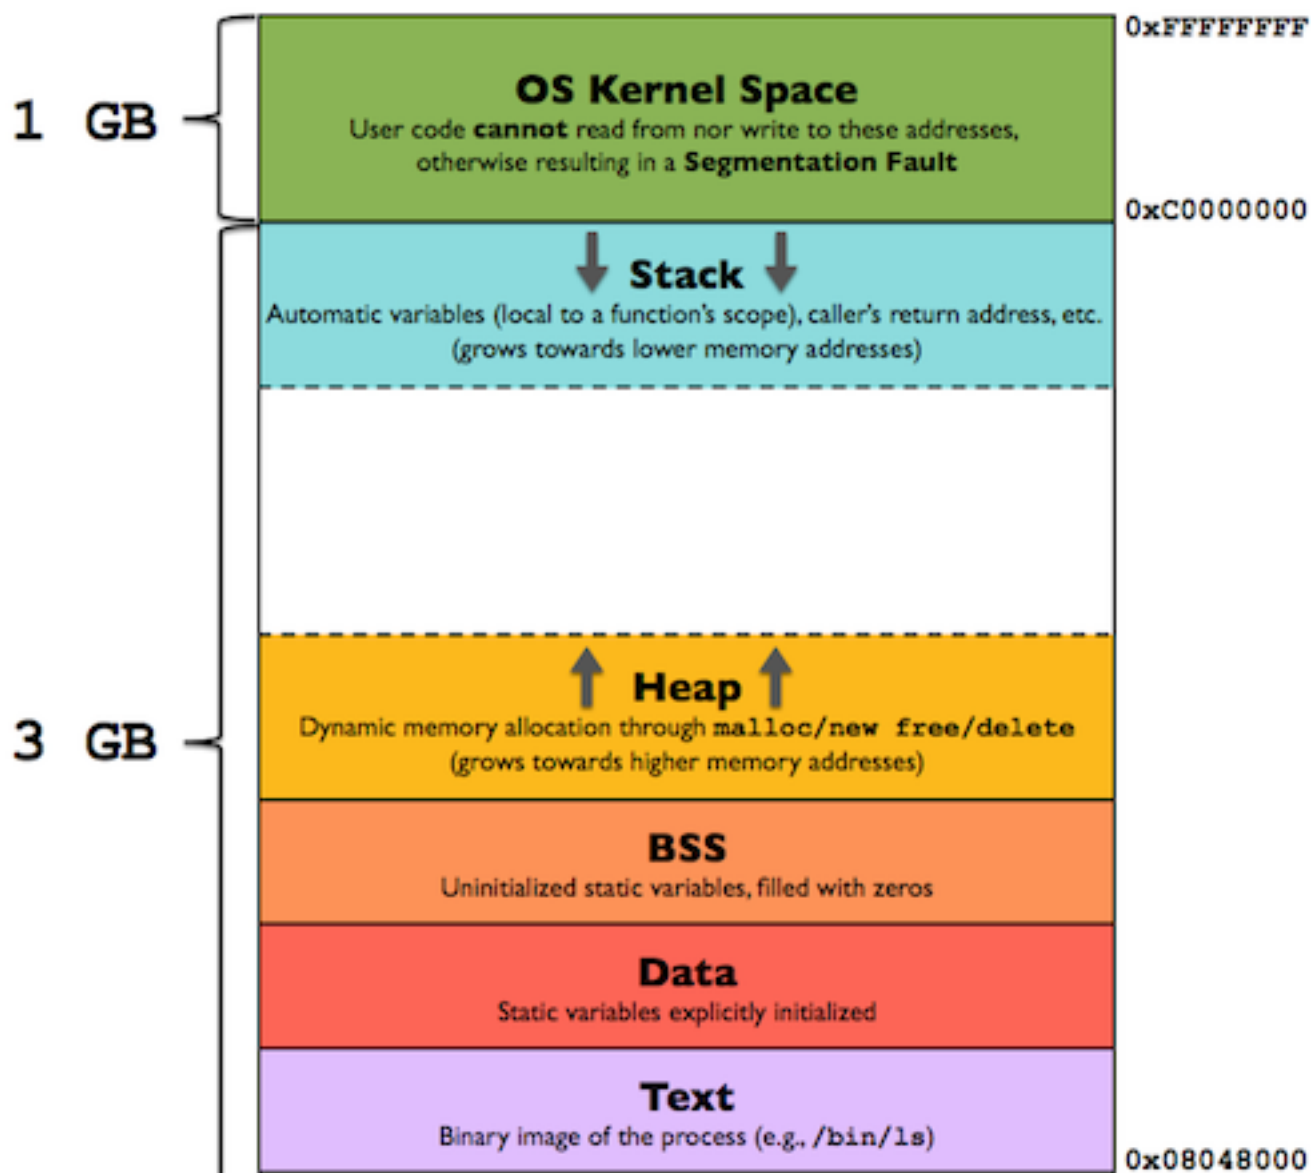 0xFFFFFFFF
OS Kernel Space
1 GB
User code cannot read from nor write to these addresses,
otherwise resulting in a Segmentation Fault
0xC0000000
Stack
Automatic variables (local to a function's scope), caller's return address, etc.
(grows towards lower memory addresses)
Heap
3 GB
Dynamic memory allocation through malloc/new free/delete
(grows towards higher memory addresses)
BSS
Uninitialized static variables, filled with zeros
Data
Static variables explicitly initialized
Text
Binary image of the process (e.g., /bin/ls)
0x08048000